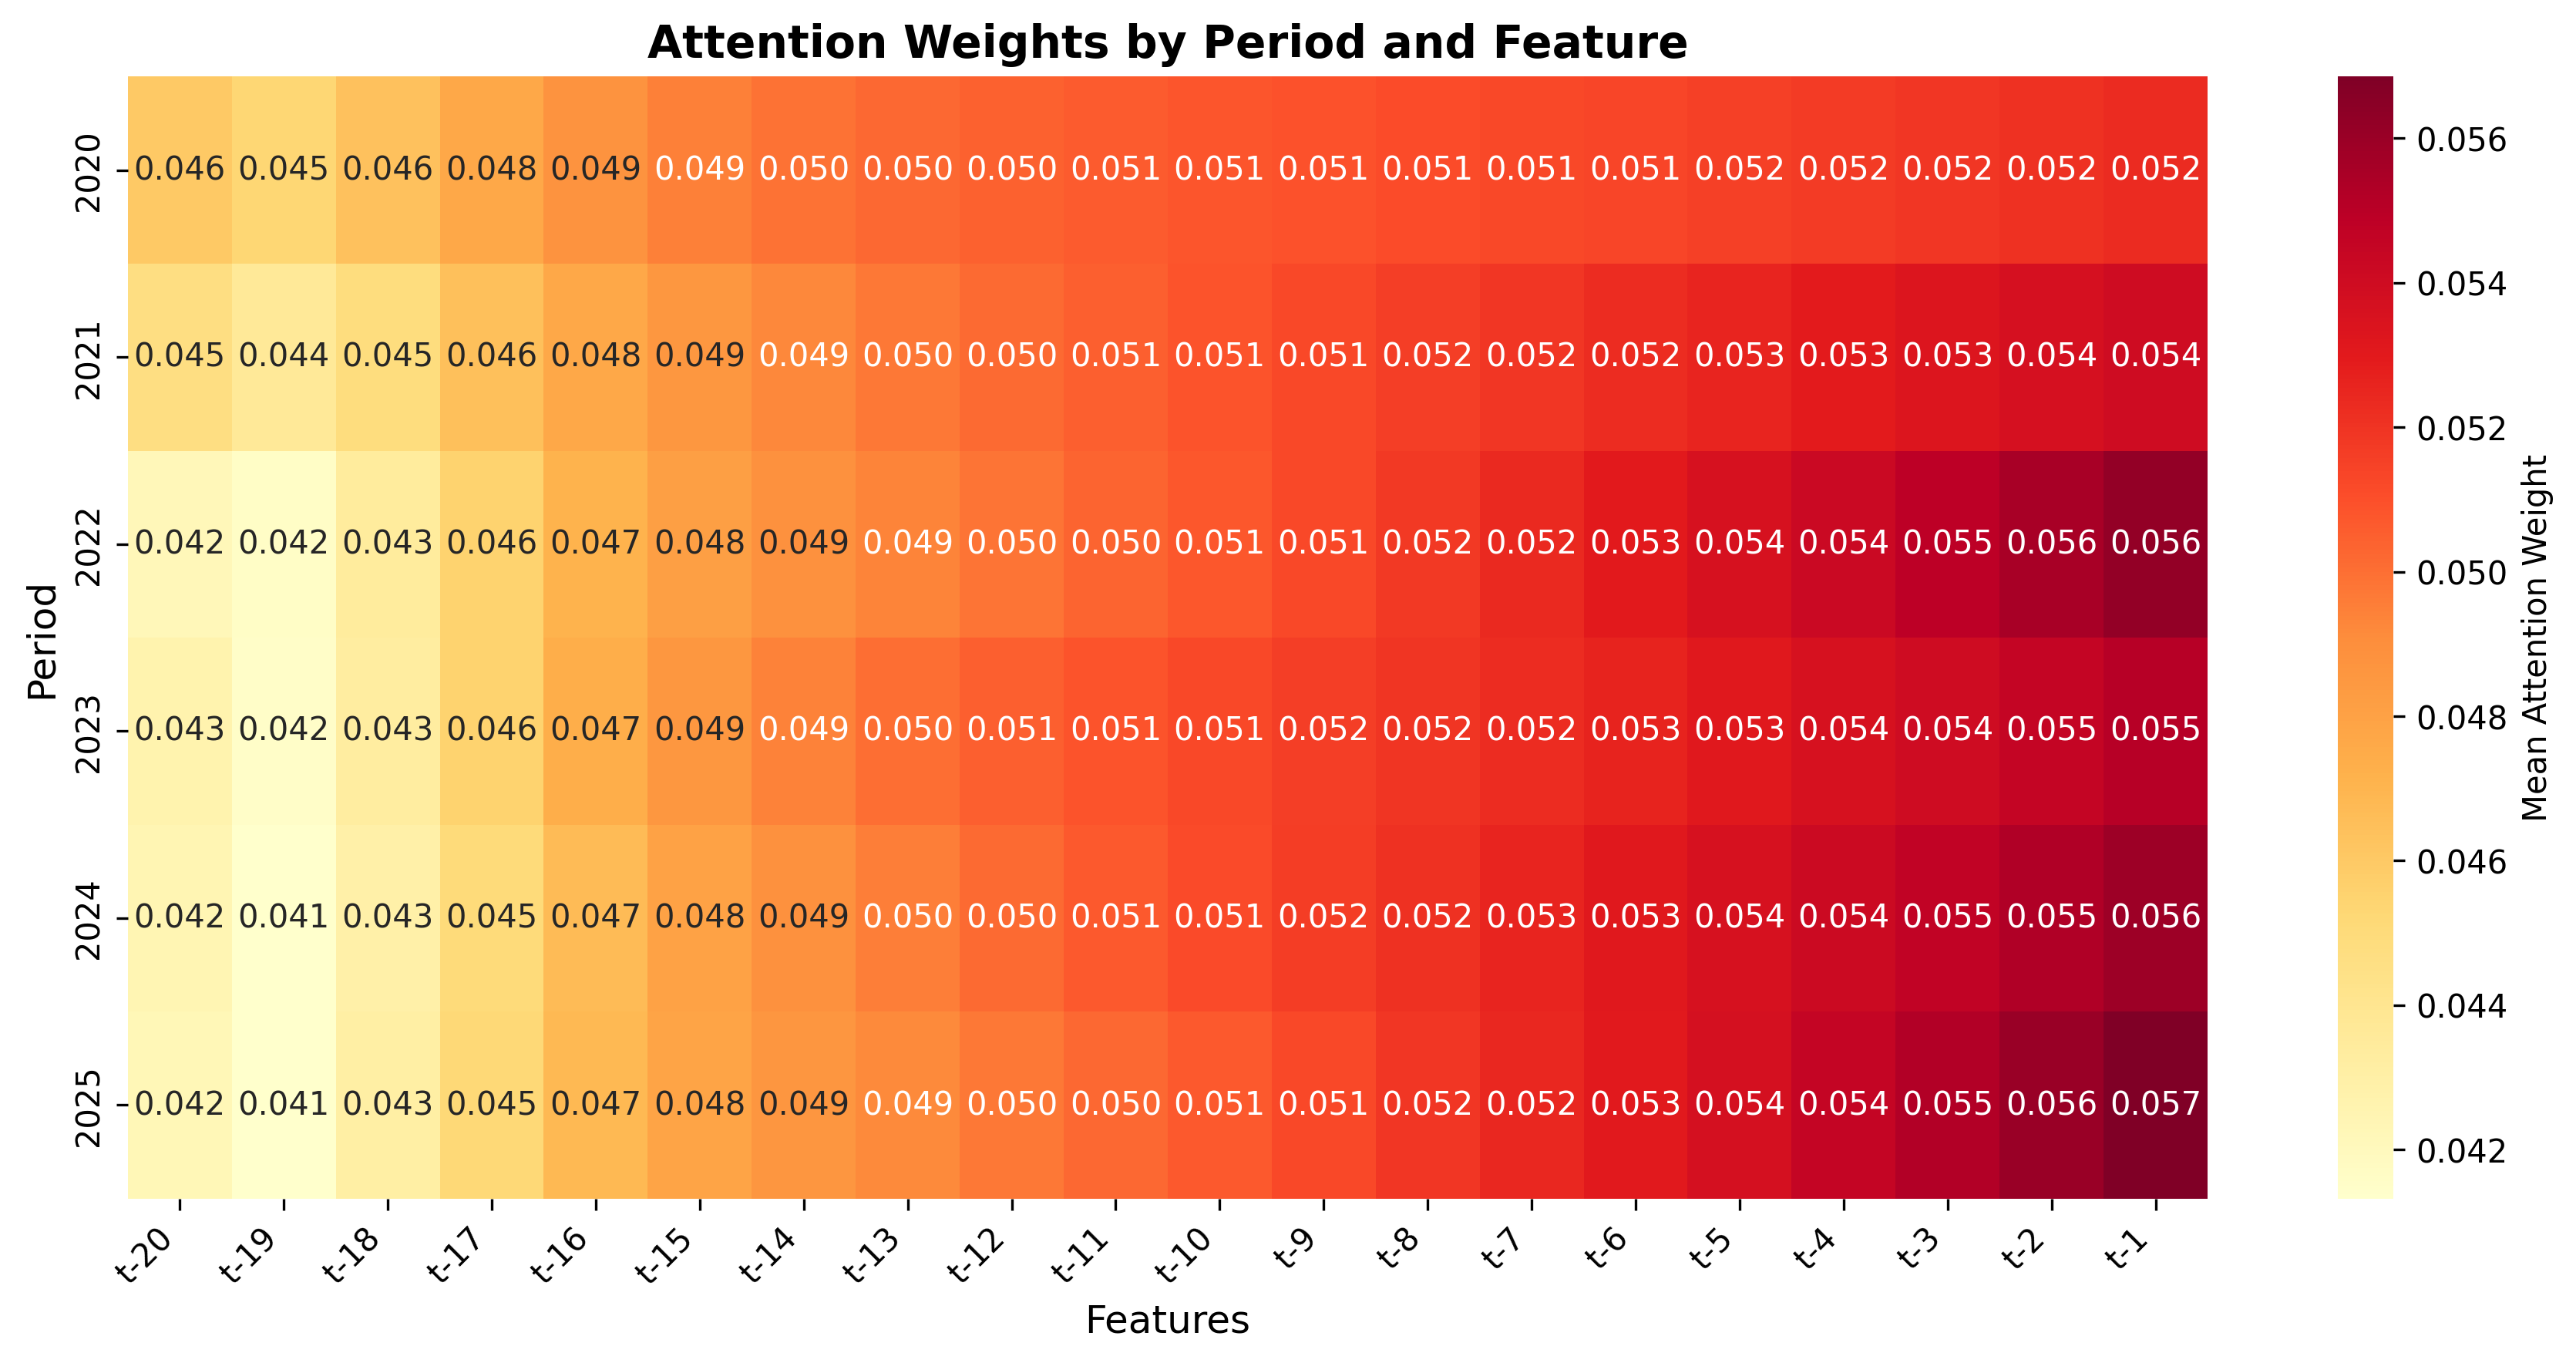 Attention Weights by Period and Feature
Period
2020 0.046 0.045 0.046 0.048 0.049 0.049 0.050 0.050 0.050 0.051 0.051 0.051 0.051 0.051 0.051 0.052 0.052 0.052 0.052 0.052
2021 0.045 0.044 0.045 0.046 0.048 0.049 0.049 0.050 0.050 0.051 0.051 0.051 0.052 0.052 0.052 0.053 0.053 0.053 0.054 0.054
2022 0.042 0.042 0.043 0.046 0.047 0.048 0.049 0.049 0.050 0.050 0.051 0.051 0.052 0.052 0.053 0.054 0.054 0.055 0.056 0.056
2023 0.043 0.042 0.043 0.046 0.047 0.049 0.049 0.050 0.051 0.051 0.051 0.052 0.052 0.052 0.053 0.053 0.054 0.054 0.055 0.055
2024 0.042 0.041 0.043 0.045 0.047 0.048 0.049 0.050 0.050 0.051 0.051 0.052 0.052 0.053 0.053 0.054 0.054 0.055 0.055 0.056
2025 0.042 0.041 0.043 0.045 0.047 0.048 0.049 0.049 0.050 0.050 0.051 0.051 0.052 0.052 0.053 0.054 0.054 0.055 0.056 0.057
t-20 t-19 t-18 t-17 t-16 t-15 t-14 t-13 t-12 t-11 t-10 t-9 t-8 t-7 t-6 t-5 t-4 t-3 t-2 t-1
Features
0.056
0.054
0.052
0.050
0.048
0.046
0.044
0.042
Mean Attention Weight